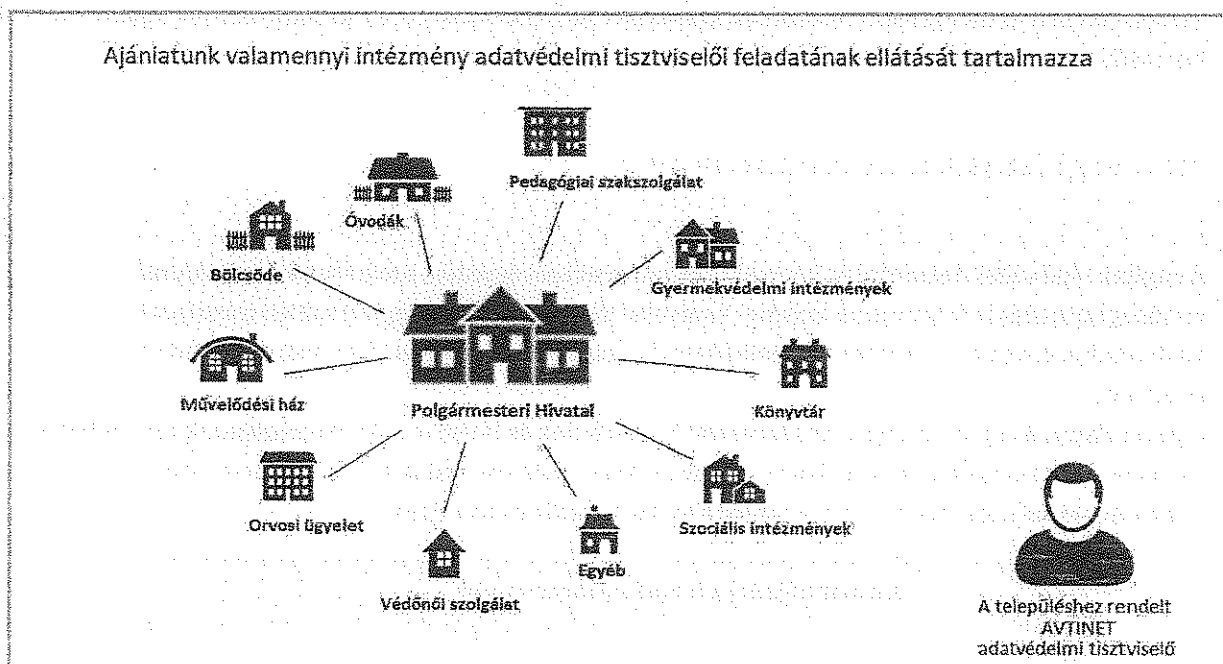 Ajánlatunk valamennyi intézmény adatvédelmi tisztviselői feladatának ellátását tartalmazza
Pedagógiai szakszolgálat
Óvodák
Bölcsőde
Gyermekvédelmi intézmények
Művelődési ház
Polgármesteri Hivatal
Könyvtár
Orvosi ügyelet
Szociális intézmények
Egyéb
Védőnői szolgálat
A településhez rendelt
AVTINET
adatvédelmi tisztviselő